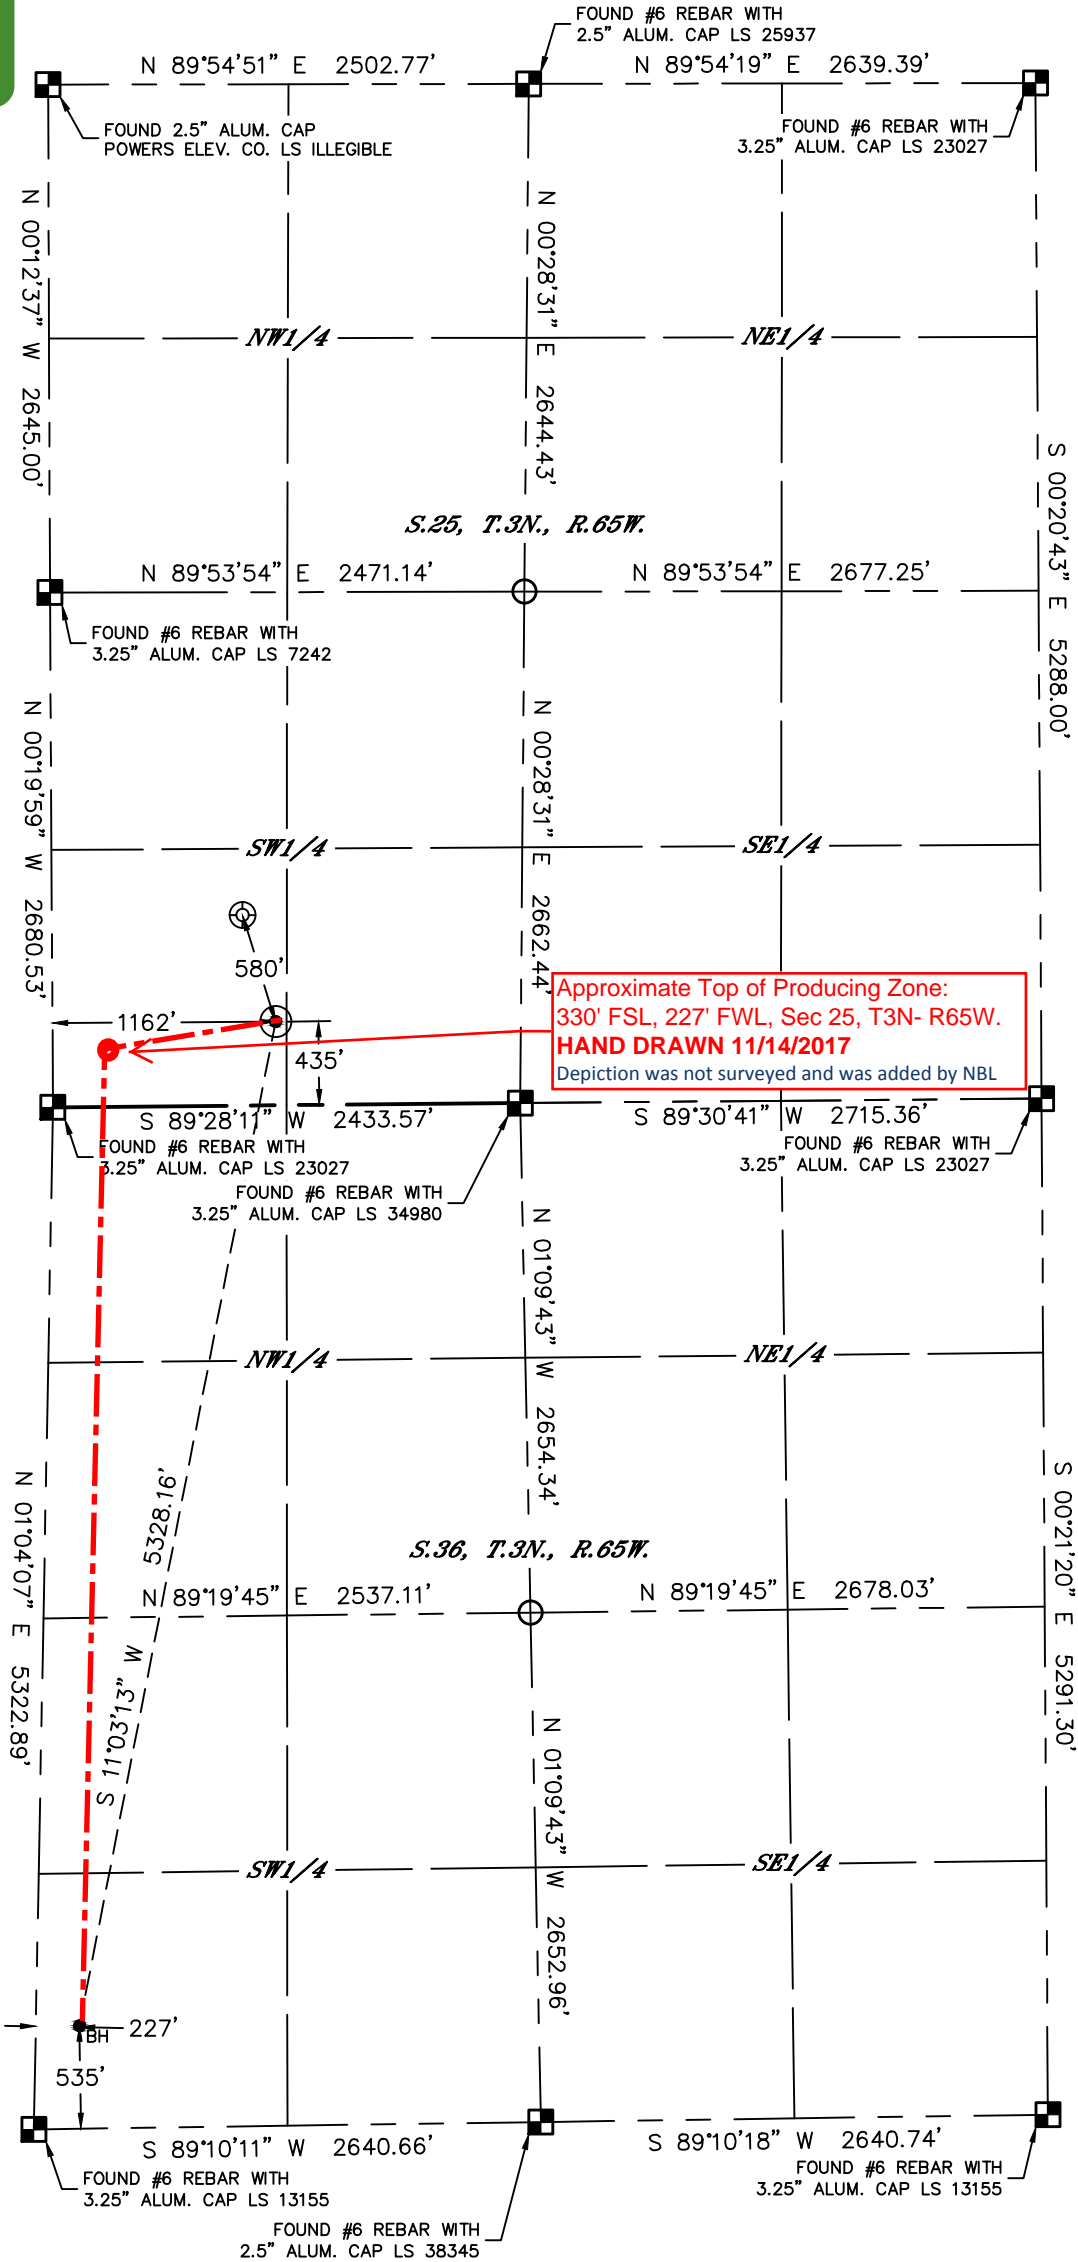 FOUND #6 REBAR WITH
2.5" ALUM. CAP LS 25937
N 89°54'51" E 2502.77'
N 89°54'19" E 2639.39'
FOUND 2.5" ALUM. CAP
POWERS ELEV. CO. LS ILLEGIBLE
FOUND #6 REBAR WITH
3.25" ALUM. CAP LS 23027
N 00°12'37" W 2645.00'
N 00°28'31" E 2644.43'
S 00°20'43" E 5288.00'
NW1/4
NE1/4
S.25, T.3N., R.65W.
N 89°53'54" E 2471.14'
N 89°53'54" E 2677.25'
FOUND #6 REBAR WITH
3.25" ALUM. CAP LS 7242
N 00°19'59" W 2680.53'
N 00°28'31" E 2662.44'
SW1/4
SE1/4
580'
1162'
435'
Approximate Top of Producing Zone:
330' FSL, 227' FWL, Sec 25, T3N- R65W.
HAND DRAWN 11/14/2017
Depiction was not surveyed and was added by NBL
S 89°28'11" W 2433.57'
S 89°30'41" W 2715.36'
FOUND #6 REBAR WITH
3.25" ALUM. CAP LS 23027
FOUND #6 REBAR WITH
3.25" ALUM. CAP LS 23027
FOUND #6 REBAR WITH
3.25" ALUM. CAP LS 34980
N 01°09'43" W 2654.34'
NW1/4
NE1/4
N 01°04'07" E 5322.89'
S 11°03'13" W 5328.16'
S 00°21'20" E 5291.30'
S.36, T.3N., R.65W.
N 89°19'45" E 2537.11'
N 89°19'45" E 2678.03'
N 01°09'43" W 2652.96'
SW1/4
SE1/4
BH
227'
535'
S 89°10'11" W 2640.66'
S 89°10'18" W 2640.74'
FOUND #6 REBAR WITH
3.25" ALUM. CAP LS 13155
FOUND #6 REBAR WITH
3.25" ALUM. CAP LS 13155
FOUND #6 REBAR WITH
2.5" ALUM. CAP LS 38345